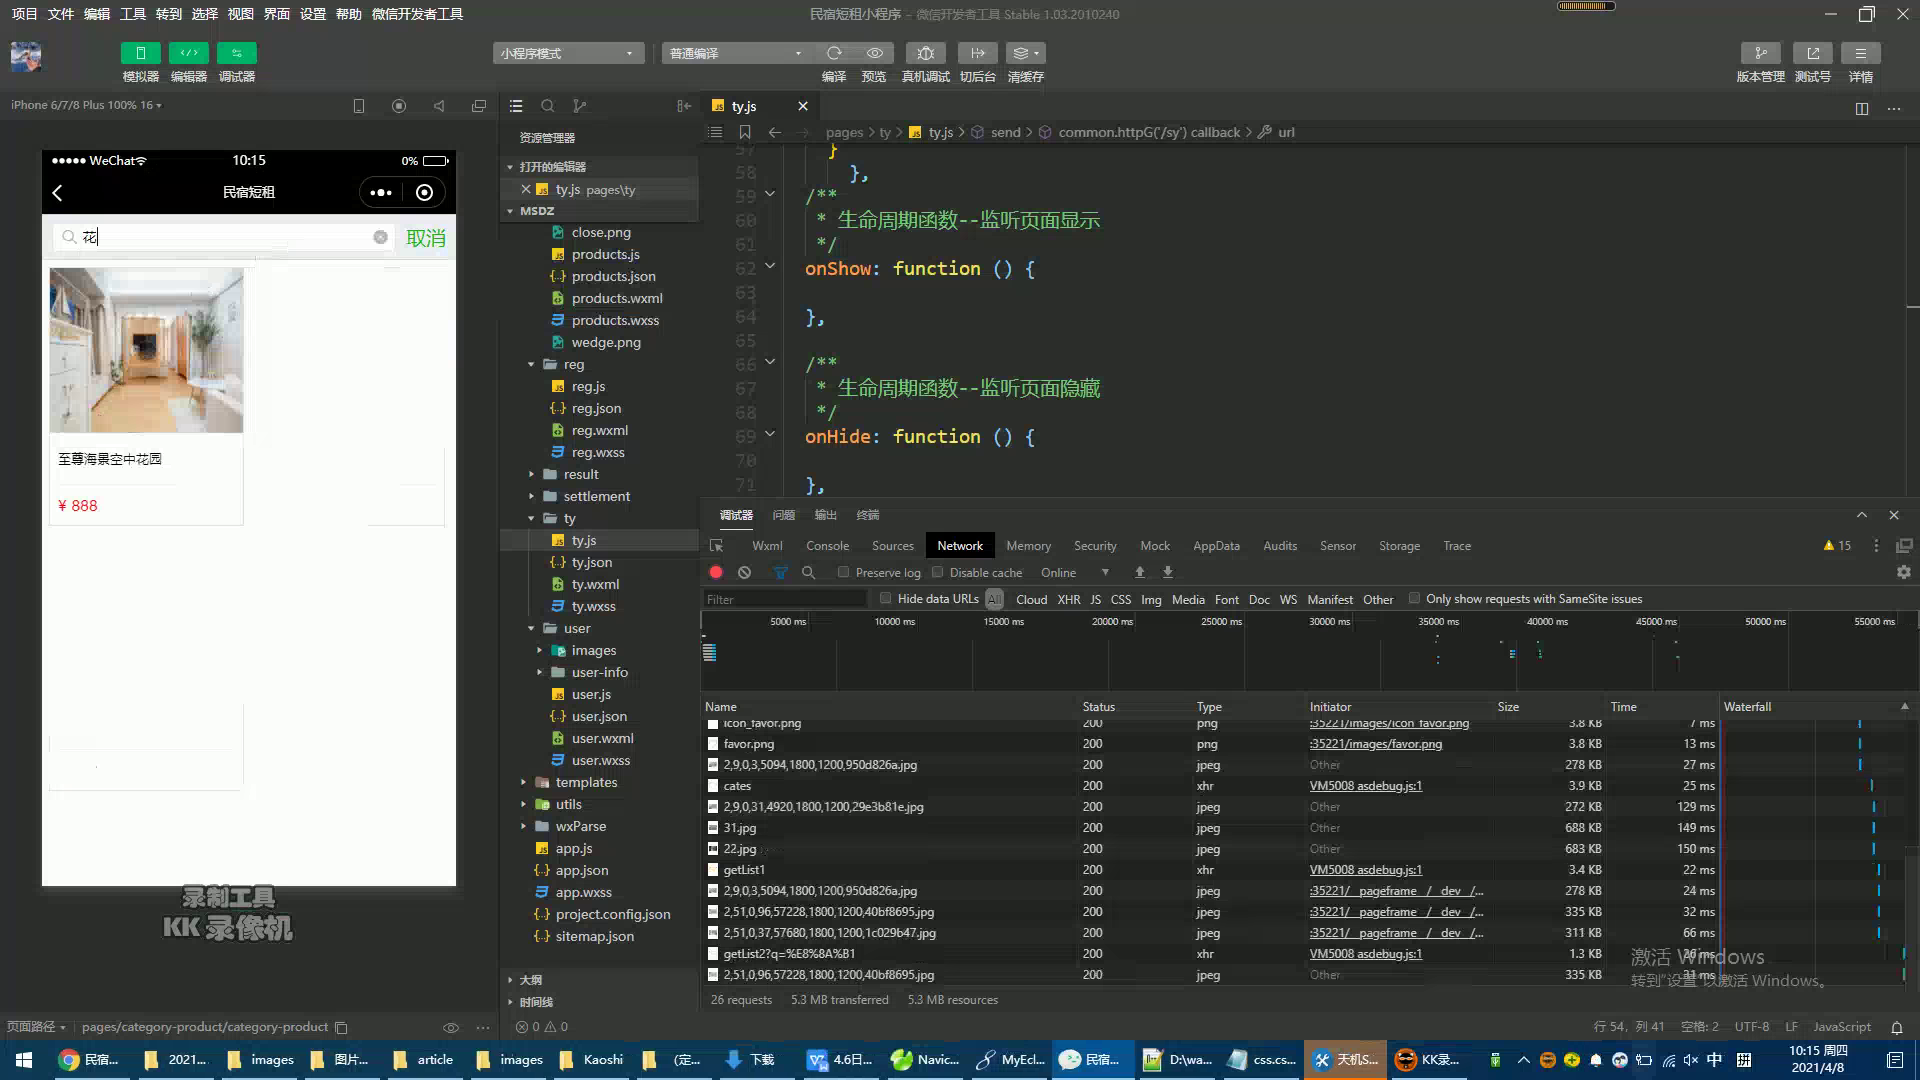 项目 文件 编辑 工具 转到 选择 视图 界面 设置 帮助 微信开发者工具
民宿短租小程序 - 微信开发者工具 Stable 1.03.2010240
模拟器 编辑器 调试器
小程序模式 普通编译
编译 预览 真机调试 切后台 清缓存
版本管理 测试号 详情
iPhone 6/7/8 Plus 100% 16
WeChat 10:15 0%
民宿短租
花 取消
至尊海景空中花园
¥ 888
录制工具
KK 录像机
页面路径 pages/category-product/category-product
资源管理器
打开的编辑器
ty.js pages\ty
MSDZ
close.png
products.js
products.json
products.wxml
products.wxss
wedge.png
reg
reg.js
reg.json
reg.wxml
reg.wxss
result
settlement
ty
ty.js
ty.json
ty.wxml
ty.wxss
user
images
user-info
user.js
user.json
user.wxml
user.wxss
templates
utils
wxParse
app.js
app.json
app.wxss
project.config.json
sitemap.json
大纲
时间线
0 0
ty.js
pages > ty > ty.js > send > common.httpG('/sy') callback > url
57 }
58 },
59 /**
60 * 生命周期函数--监听页面显示
61 */
62 onShow: function () {
63
64 },
65
66 /**
67 * 生命周期函数--监听页面隐藏
68 */
69 onHide: function () {
70
71 },
调试器 问题 输出 终端
Wxml Console Sources Network Memory Security Mock AppData Audits Sensor Storage Trace 15
Preserve log Disable cache Online
Filter Hide data URLs All Cloud XHR JS CSS Img Media Font Doc WS Manifest Other Only show requests with SameSite issues
5000 ms 10000 ms 15000 ms 20000 ms 25000 ms 30000 ms 35000 ms 40000 ms 45000 ms 50000 ms 55000 ms
Name Status Type Initiator Size Time Waterfall
icon_favor.png 200 png :35221/images/icon_favor.png 3.8 KB 7 ms
favor.png 200 png :35221/images/favor.png 3.8 KB 13 ms
2,9,0,3,5094,1800,1200,950d826a.jpg 200 jpeg Other 278 KB 27 ms
cates 200 xhr VM5008 asdebug.js:1 3.9 KB 25 ms
2,9,0,31,4920,1800,1200,29e3b81e.jpg 200 jpeg Other 272 KB 129 ms
31.jpg 200 jpeg Other 688 KB 149 ms
22.jpg 200 jpeg Other 683 KB 150 ms
getList1 200 xhr VM5008 asdebug.js:1 3.4 KB 22 ms
2,9,0,3,5094,1800,1200,950d826a.jpg 200 jpeg :35221/__pageframe__/__dev__/... 278 KB 24 ms
2,51,0,96,57228,1800,1200,40bf8695.jpg 200 jpeg :35221/__pageframe__/__dev__/... 335 KB 32 ms
2,51,0,37,57680,1800,1200,1c029b47.jpg 200 jpeg :35221/__pageframe__/__dev__/... 311 KB 66 ms
getList2?q=%E8%8A%B1 200 xhr VM5008 asdebug.js:1 1.3 KB
2,51,0,96,57228,1800,1200,40bf8695.jpg 200 jpeg Other 335 KB 31 ms
激活 Windows
转到"设置"以激活 Windows。
26 requests 5.3 MB transferred 5.3 MB resources
行 54，列 41 空格: 2 UTF-8 LF JavaScript
民宿... 2021... images 图片... article images Kaoshi （定... 下载 4.6日... Navic... MyEcl... 民宿... D:\wa... css.cs... 天机S... KK录... 中
10:15 周四
2021/4/8